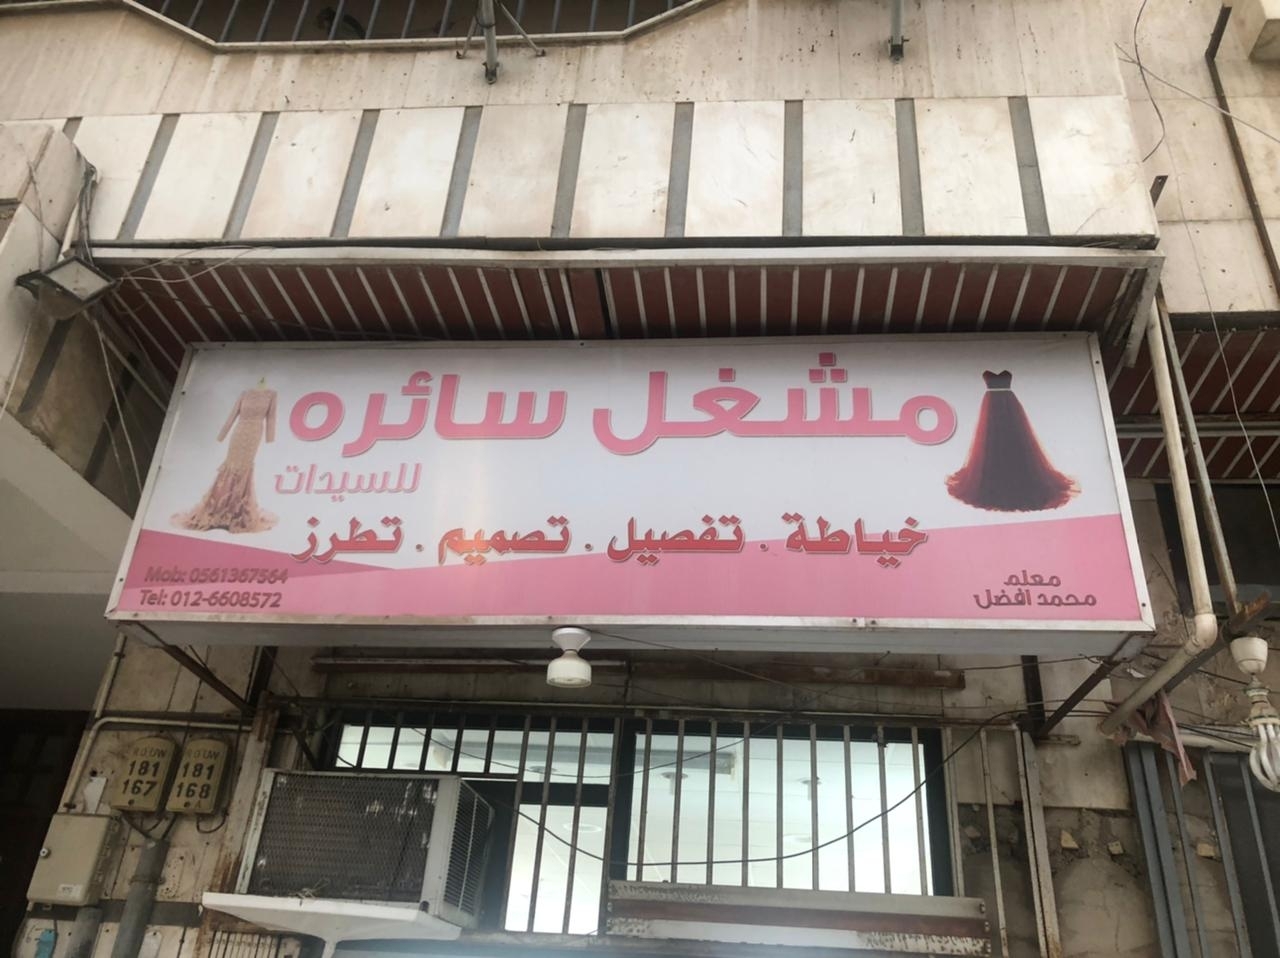 مشغل سائره
للسيدات
خياطة . تفصيل . تصميم . تطرز
معلم
محمد افضل
Mob: 0561367564
Tel: 012-6608572
181
167
181
168
A